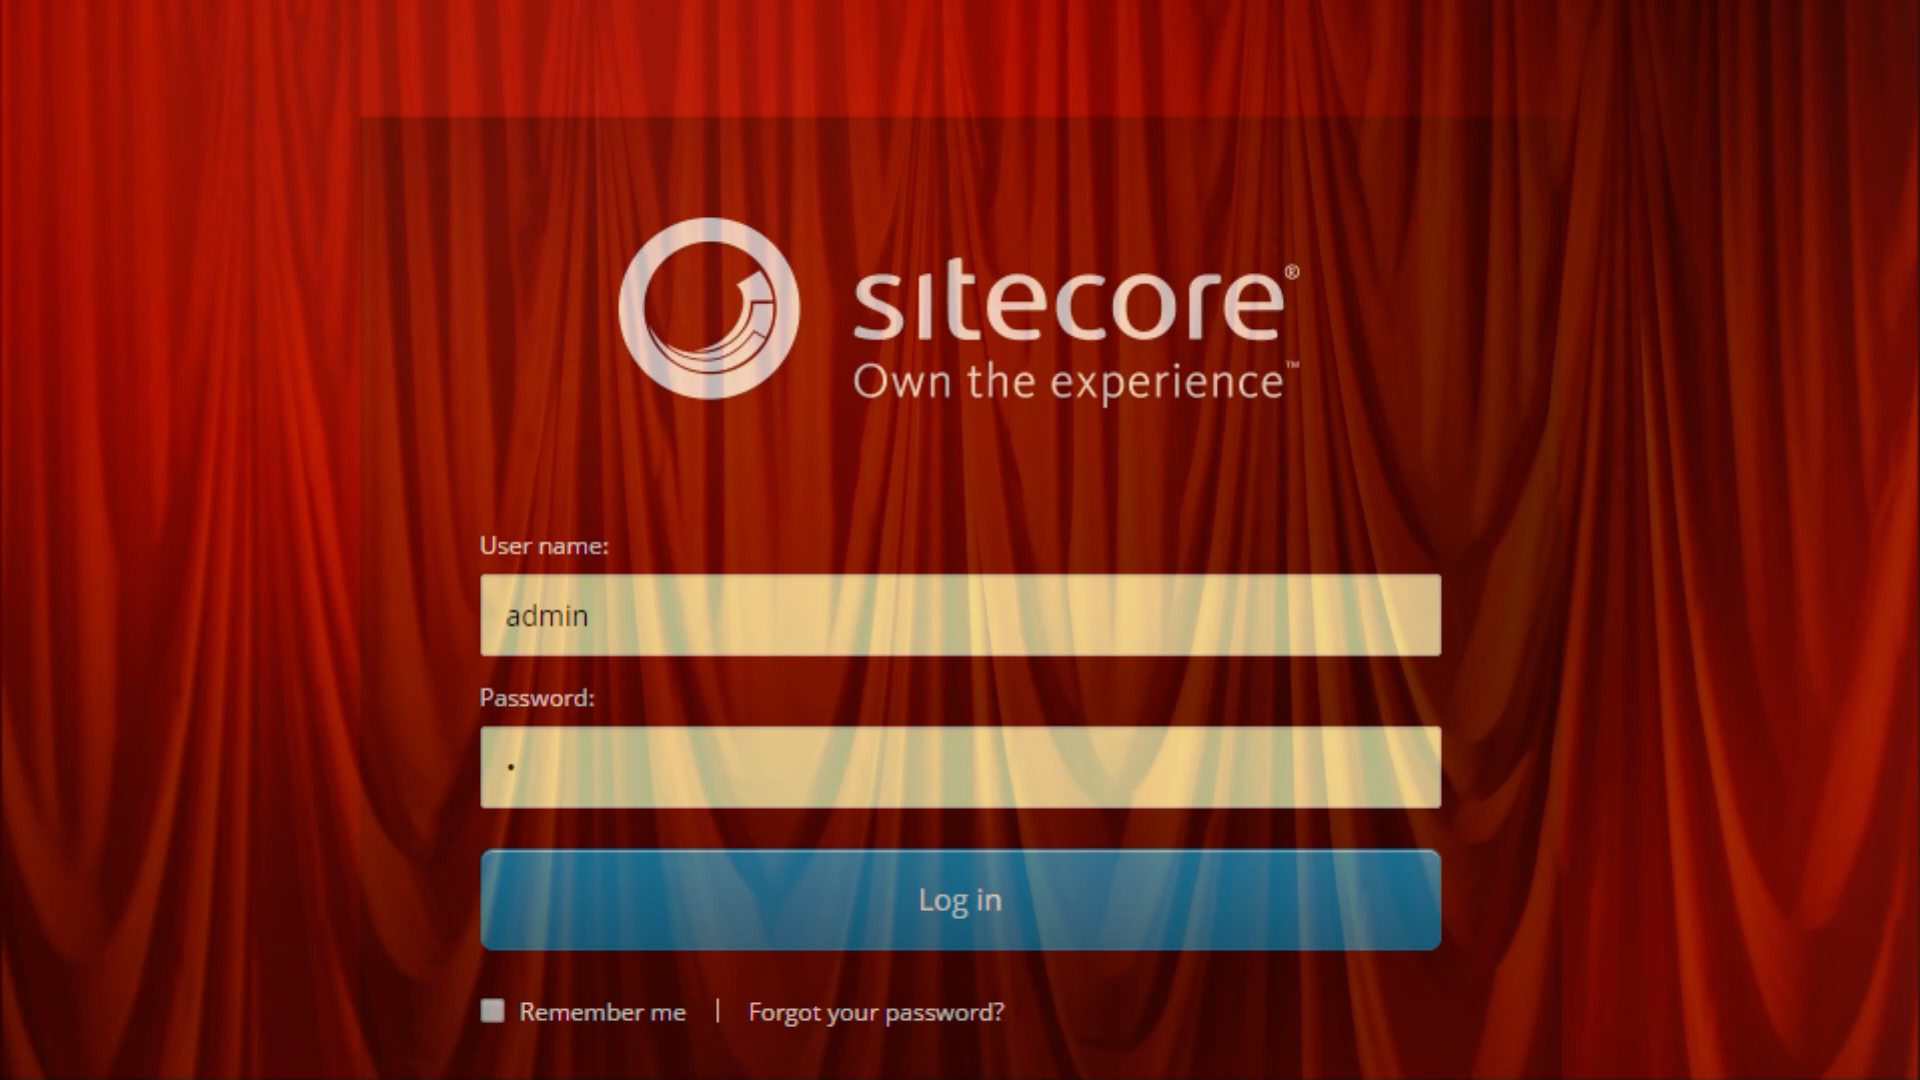 sitecore®
Own the experience™
User name:
admin
Password:
•
Log in
Remember me | Forgot your password?